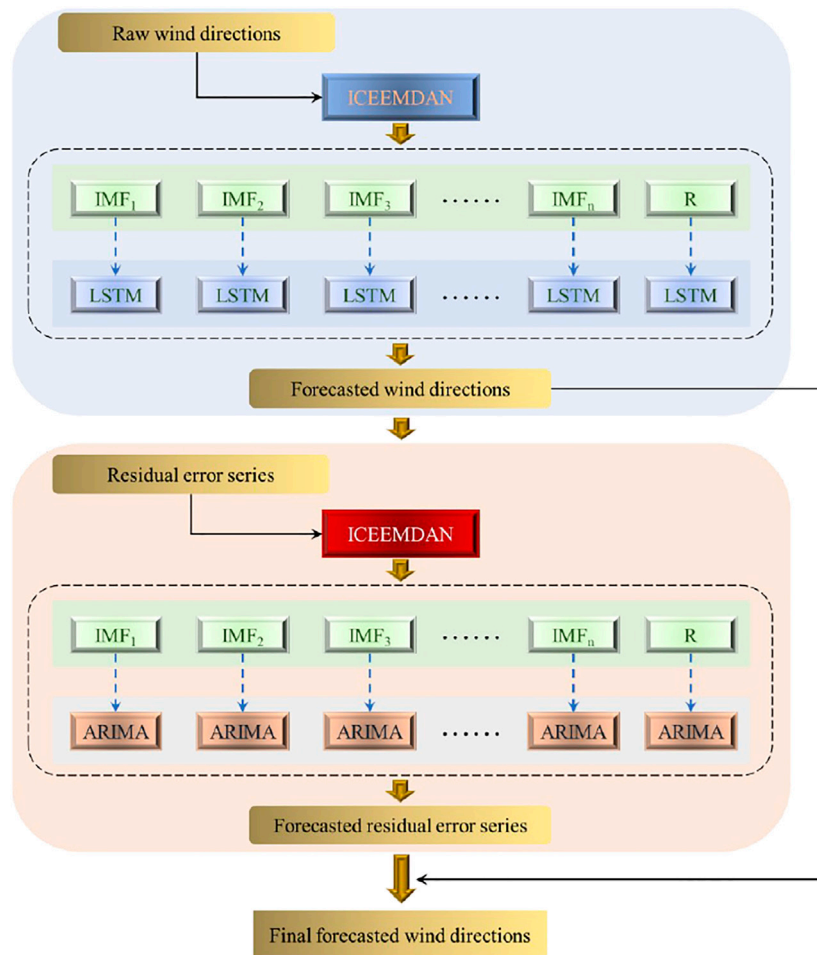 Raw wind directions
ICEEMDAN
IMF₁ IMF₂ IMF₃ ······ IMFₙ R
LSTM LSTM LSTM ······ LSTM LSTM
Forecasted wind directions
Residual error series
ICEEMDAN
IMF₁ IMF₂ IMF₃ ······ IMFₙ R
ARIMA ARIMA ARIMA ······ ARIMA ARIMA
Forecasted residual error series
Final forecasted wind directions